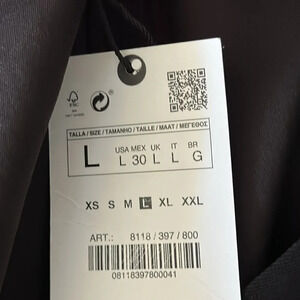 FSC
TALLA / SIZE / TAMANHO / TAILLE / MAAT / ΜΕΓΕΘΟΣ
L
USA MEX UK IT BR
L 30 L L G
XS S M L XL XXL
ART.: 8118 / 397 / 800
08118397800041